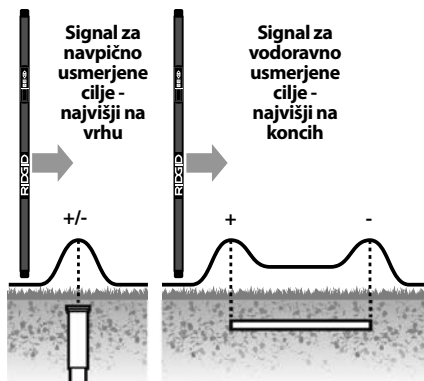 Signal za
navpično
usmerjene
cilje -
najvišji na
vrhu
RIDGID
+/-
Signal za
vodoravno
usmerjene
cilje -
najvišji na
koncih
RIDGID
+
-